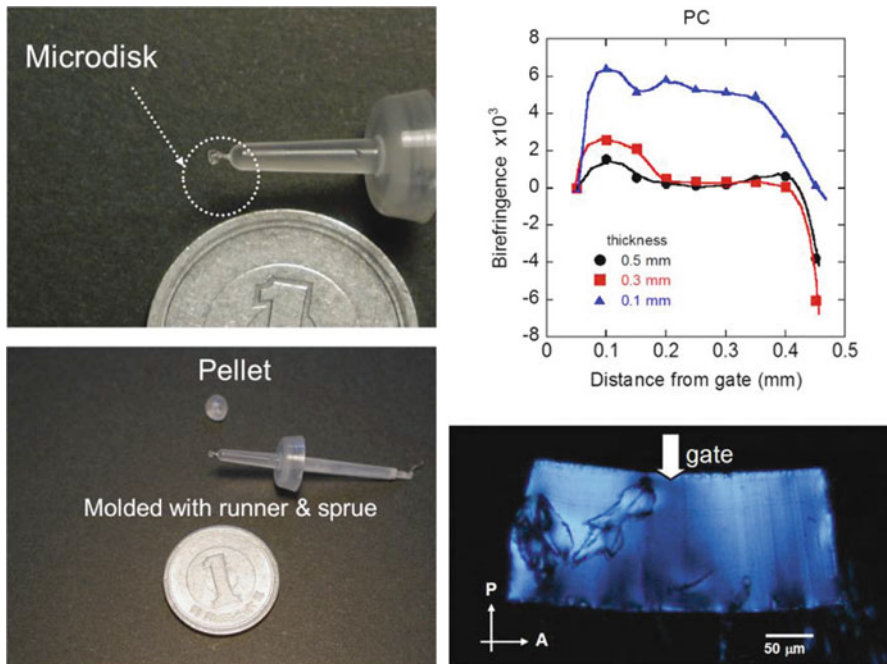 Microdisk
1
Pellet
Molded with runner & sprue
1
PC
Birefringence x10³
8
6
4
2
0
-2
-4
-6
-8
thickness
0.5 mm
0.3 mm
0.1 mm
0
0.1
0.2
0.3
0.4
0.5
Distance from gate (mm)
gate
P
A
50 μm